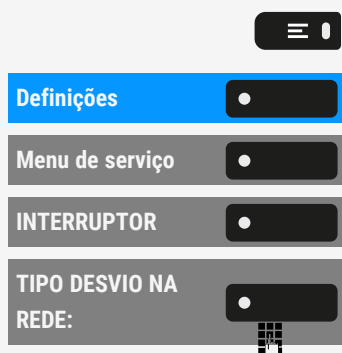 Definições
Menu de serviço
INTERRUPTOR
TIPO DESVIO NA
REDE: